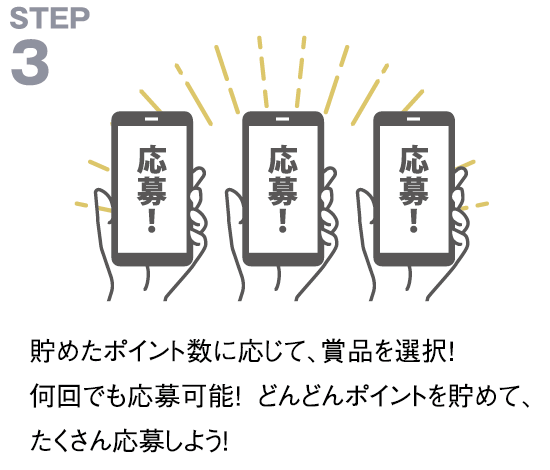 STEP
3
応募！
応募！
応募！
貯めたポイント数に応じて、賞品を選択！
何回でも応募可能！ どんどんポイントを貯めて、
たくさん応募しよう！